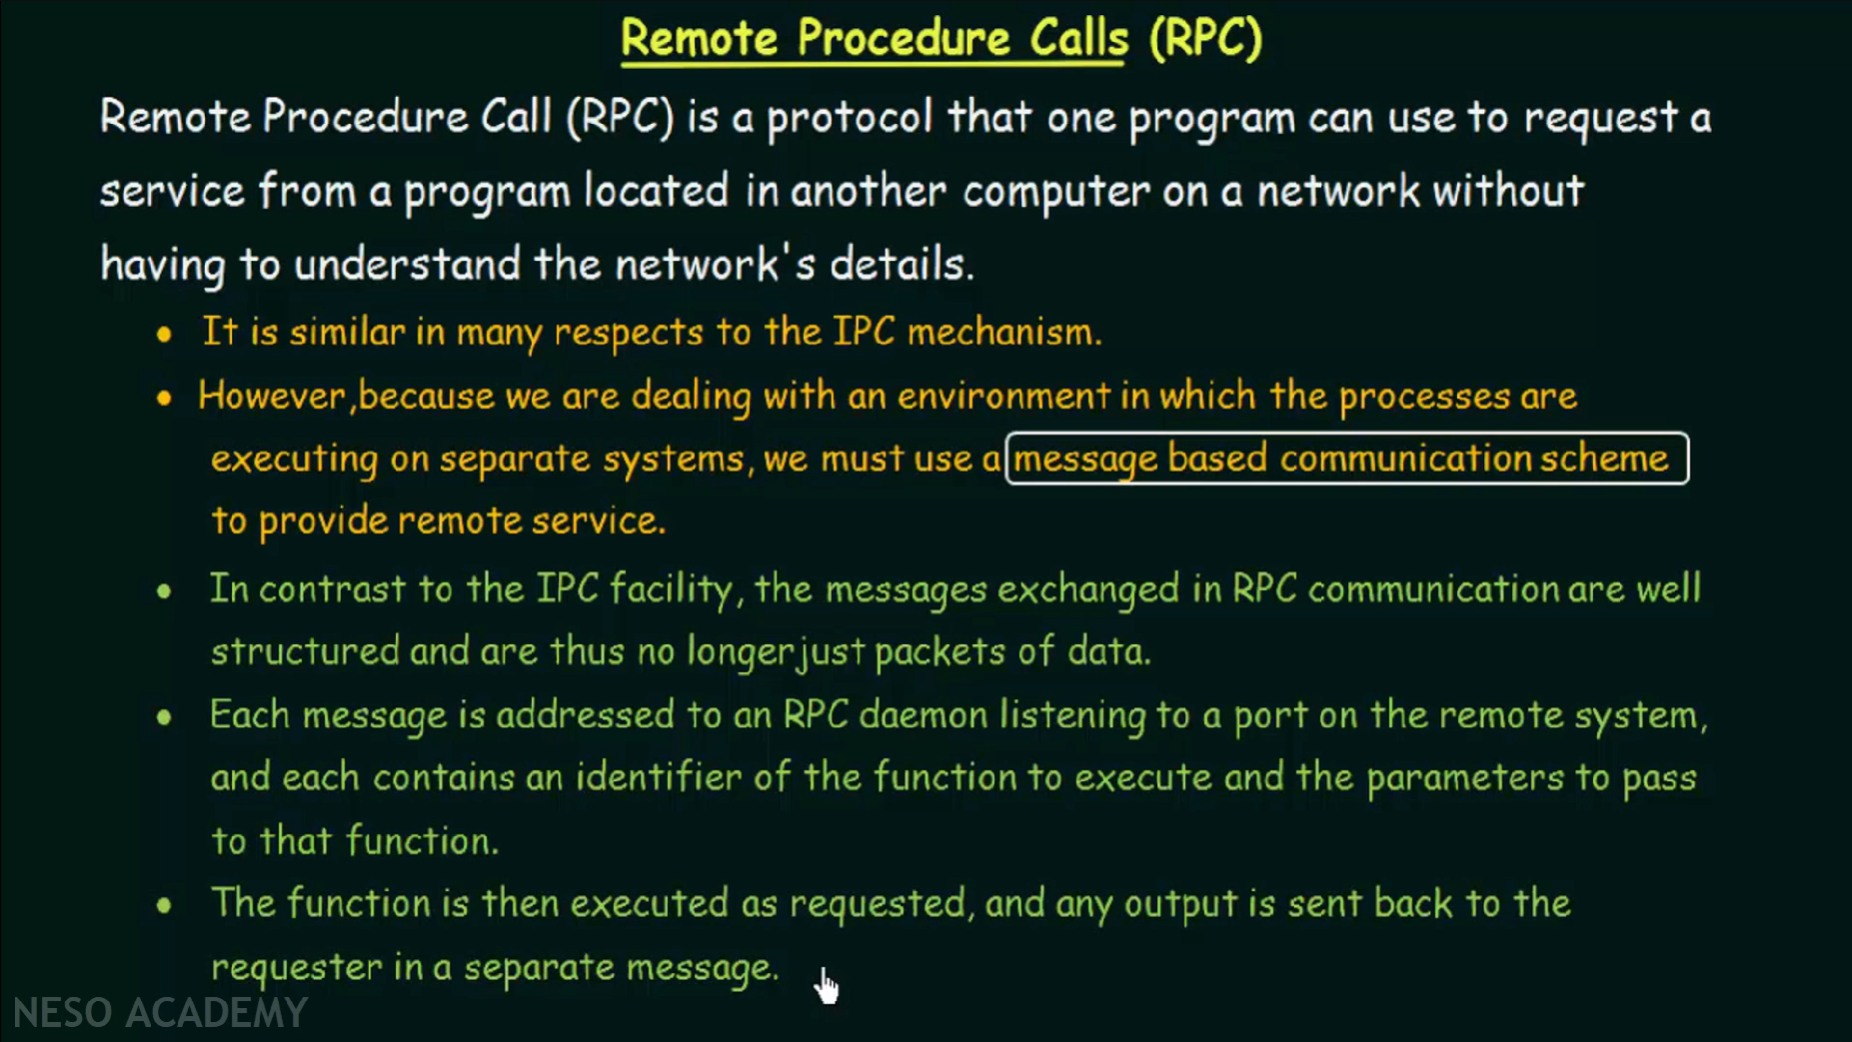 Remote Procedure Calls (RPC)
Remote Procedure Call (RPC) is a protocol that one program can use to request a
service from a program located in another computer on a network without
having to understand the network's details.
• It is similar in many respects to the IPC mechanism.
• However,because we are dealing with an environment in which the processes are
executing on separate systems, we must use a message based communication scheme
to provide remote service.
• In contrast to the IPC facility, the messages exchanged in RPC communication are well
structured and are thus no longer just packets of data.
• Each message is addressed to an RPC daemon listening to a port on the remote system,
and each contains an identifier of the function to execute and the parameters to pass
to that function.
• The function is then executed as requested, and any output is sent back to the
requester in a separate message.
NESO ACADEMY